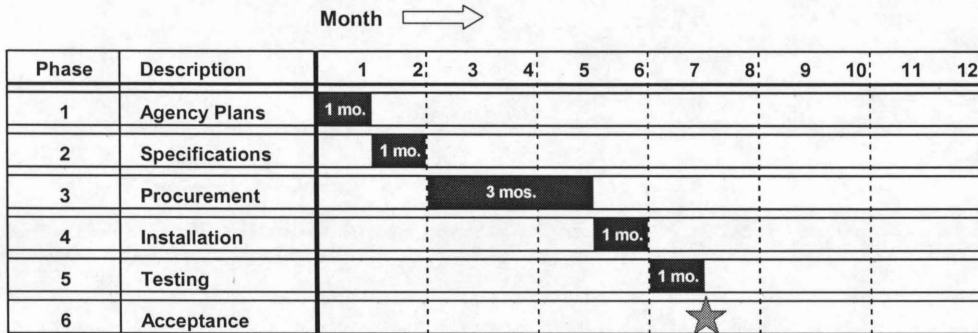 Month
Phase Description 1 2 3 4 5 6 7 8 9 10 11 12
1 Agency Plans 1 mo.
2 Specifications 1 mo.
3 Procurement 3 mos.
4 Installation 1 mo.
5 Testing 1 mo.
6 Acceptance